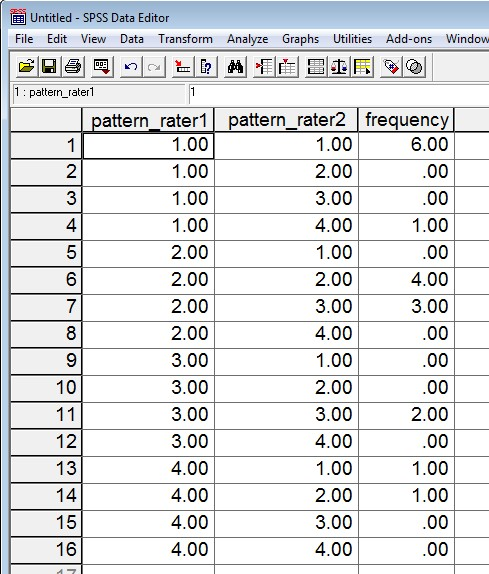 Untitled - SPSS Data Editor
File Edit View Data Transform Analyze Graphs Utilities Add-ons Window
1 : pattern_rater1 1
pattern_rater1 pattern_rater2 frequency
1 1.00 1.00 6.00
2 1.00 2.00 .00
3 1.00 3.00 .00
4 1.00 4.00 1.00
5 2.00 1.00 .00
6 2.00 2.00 4.00
7 2.00 3.00 3.00
8 2.00 4.00 .00
9 3.00 1.00 .00
10 3.00 2.00 .00
11 3.00 3.00 2.00
12 3.00 4.00 .00
13 4.00 1.00 1.00
14 4.00 2.00 1.00
15 4.00 3.00 .00
16 4.00 4.00 .00
17